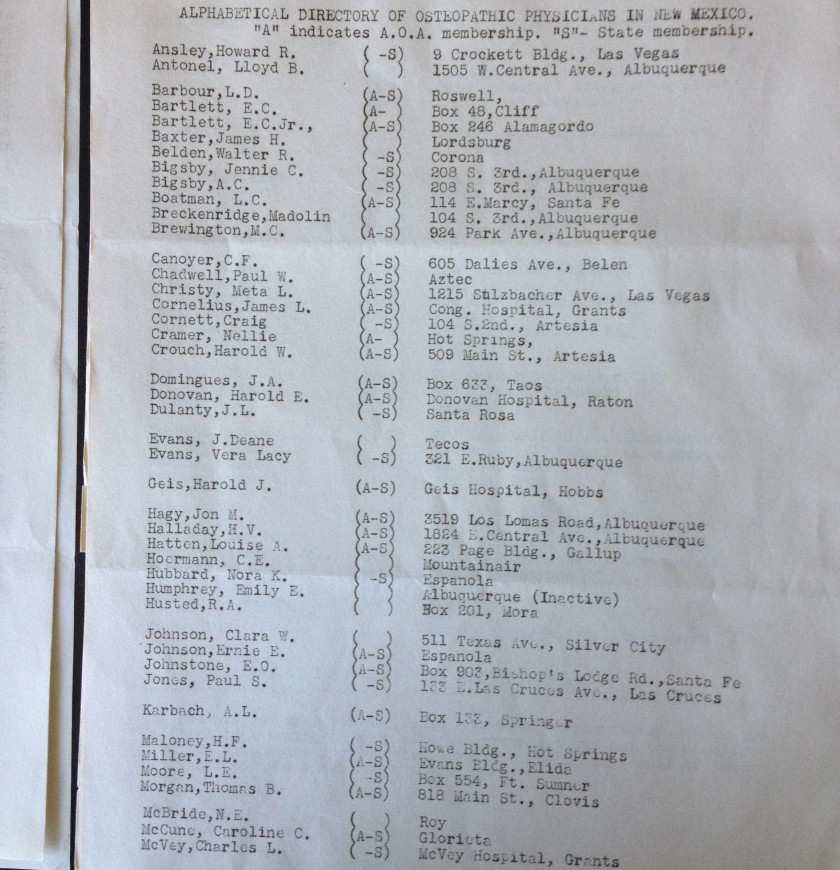 ALPHABETICAL DIRECTORY OF OSTEOPATHIC PHYSICIANS IN NEW MEXICO.
"A" indicates A.O.A. membership. "S"- State membership.
Ansley,Howard R. ( -S) 9 Crockett Bldg., Las Vegas
Antonel, Lloyd B. ( ) 1505 W.Central Ave., Albuquerque
Barbour,L.D. (A-S) Roswell,
Bartlett, E.C. (A- ) Box 48,Cliff
Bartlett, E.C.Jr., (A-S) Box 246 Alamagordo
Baxter,James H. ( ) Lordsburg
Belden,Walter R. ( -S) Corona
Bigsby, Jennie C. ( -S) 208 S. 3rd.,Albuquerque
Bigsby,A.C. ( -S) 208 S. 3rd., Albuquerque
Boatman, L.C. (A-S) 114 E.Marcy, Santa Fe
Breckenridge,Madolin ( ) 104 S. 3rd.,Albuquerque
Brewington,M.C. (A-S) 924 Park Ave.,Albuquerque
Canoyer,C.F. ( -S) 605 Dalies Ave., Belen
Chadwell,Paul W. (A-S) Aztec
Christy, Meta L. (A-S) 1215 Sulzbacher Ave., Las Vegas
Cornelius,James L. (A-S) Cong. Hospital, Grants
Cornett,Craig ( -S) 104 S.2nd., Artesia
Cramer, Nellie (A- ) Hot Springs,
Crouch,Harold W. (A-S) 509 Main St., Artesia
Domingues, J.A. (A-S) Box 633, Taos
Donovan, Harold E. (A-S) Donovan Hospital, Raton
Dulanty,J.L. ( -S) Santa Rosa
Evans, J.Deane ( ) Tecos
Evans, Vera Lacy ( -S) 321 E.Ruby,Albuquerque
Geis,Harold J. (A-S) Geis Hospital, Hobbs
Hagy,Jon M. (A-S) 3519 Los Lomas Road,Albuquerque
Halladay,H.V. (A-S) 1824 E.Central Ave.,Albuquerque
Hatten,Louise A. (A-S) 223 Page Bldg., Gallup
Hoermann, C.E. ( ) Mountainair
Hubbard, Nora K. ( -S) Espanola
Humphrey, Emily E. ( ) Albuquerque (Inactive)
Husted,R.A. ( ) Box 201, Mora
Johnson, Clara W. ( ) 511 Texas Ave., Silver City
Johnson,Ernie E. (A-S) Espanola
Johnstone, E.O. (A-S) Box 903,Bishop's Lodge Rd.,Santa Fe
Jones, Paul S. ( -S) 133 E.Las Cruces Ave., Las Cruces
Karbach, A.L. (A-S) Box 133, Springer
Maloney,H.F. ( -S) Howe Bldg., Hot Springs
Miller,E.L. (A-S) Evans Bldg.,Elida
Moore, L.E. ( -S) Box 554, Ft. Sumner
Morgan,Thomas B. (A-S) 818 Main St., Clovis
McBride,N.E. ( ) Roy
McCune, Caroline C. (A-S) Glorieta
McVey,Charles L. ( -S) McVey Hospital, Grants